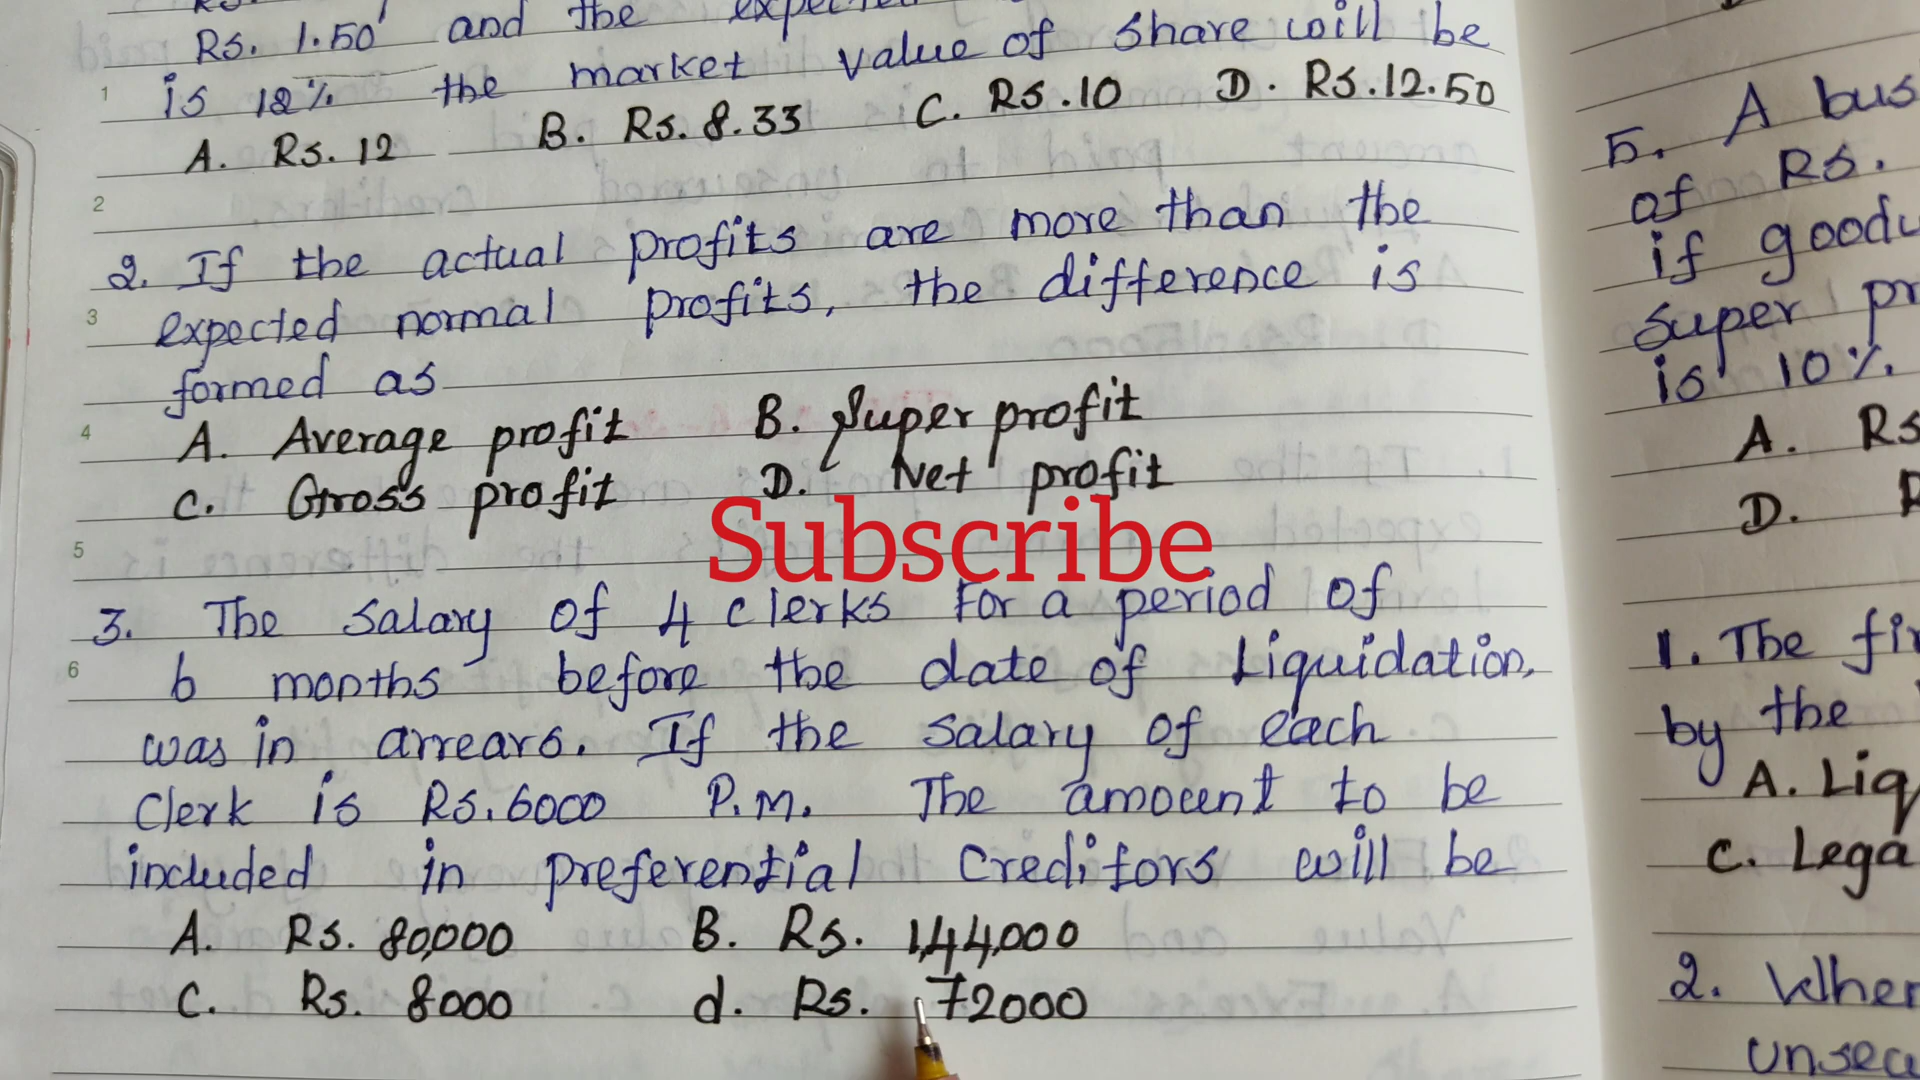 Rs. 1.50 and the expected
is 12% the market value of share will be
A. Rs. 12 B. Rs. 8.33 C. Rs.10 D. Rs.12.50
2. If the actual profits are more than the
expected normal profits, the difference is
formed as
A. Average profit B. Super profit
C. Gross profit D. Net profit
Subscribe
3. The Salary of 4 clerks for a period of
6 months before the date of Liquidation,
was in arrears. If the Salary of each
Clerk is Rs.6000 P.M. The amount to be
included in preferential Creditors will be
A. Rs. 80,000 B. Rs. 1,44,000
C. Rs. 8000 d. Rs. 72000
1
2
3
4
5
6
5. A bus
of Rs.
if goodw
Super pr
is 10%.
A. Rs
D. R
1. The fir
by the
A. Liq
C. Lega
2. When
unsecu